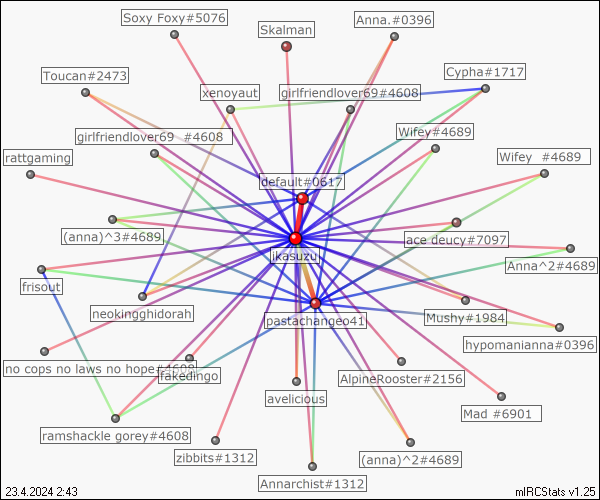 Soxy Foxy#5076
Skalman
Anna.#0396
Toucan#2473
xenoyaut
girlfriendlover69#4608
Cypha#1717
girlfriendlover69 #4608
Wifey#4689
rattgaming
Wifey #4689
default#0617
(anna)^3#4689
ace deucy#7097
jikasuzu
Anna^2#4689
frisout
neokingghidorah
pastachangeo41
Mushy#1984
hypomanianna#0396
no cops no laws no hope#4608
fakedingo
AlpineRooster#2156
avelicious
Mad #6901
ramshackle gorey#4608
zibbits#1312
(anna)^2#4689
Annarchist#1312
23.4.2024 2:43
mIRCStats v1.25